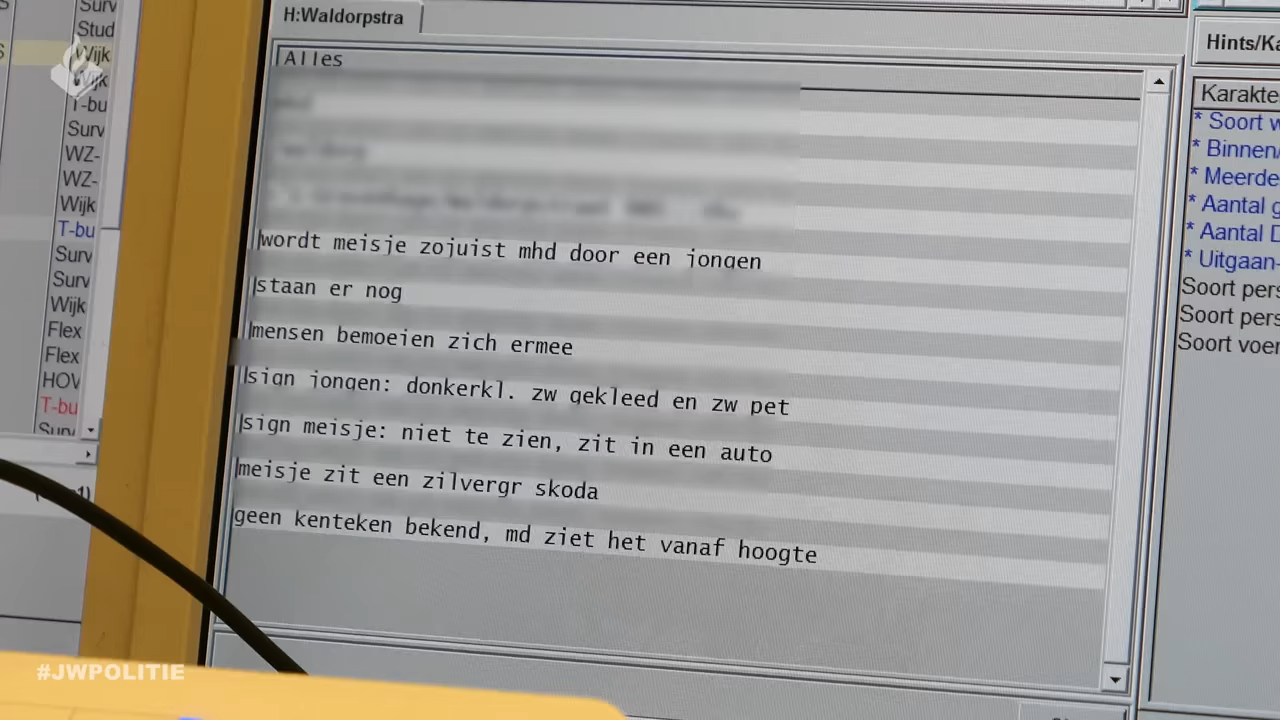 Surv
Stud
Wijk
Wijk
T-bu
Surv
WZ-
WZ-
Wijk
T-bu
Surv
Surv
Wijk
Flex
Flex
HOV
T-bu
Surv
H:Waldorpstra
Alles
wordt meisje zojuist mhd door een jongen
staan er nog
mensen bemoeien zich ermee
sign jongen: donkerkl. zw gekleed en zw pet
sign meisje: niet te zien, zit in een auto
meisje zit een zilvergr skoda
geen kenteken bekend, md ziet het vanaf hoogte
Hints/Ka
Karakte
* Soort w
* Binnen/
* Meerde
* Aantal g
* Aantal D
* Uitgaan-
Soort pers
Soort pers
Soort voer
#JWPOLITIE